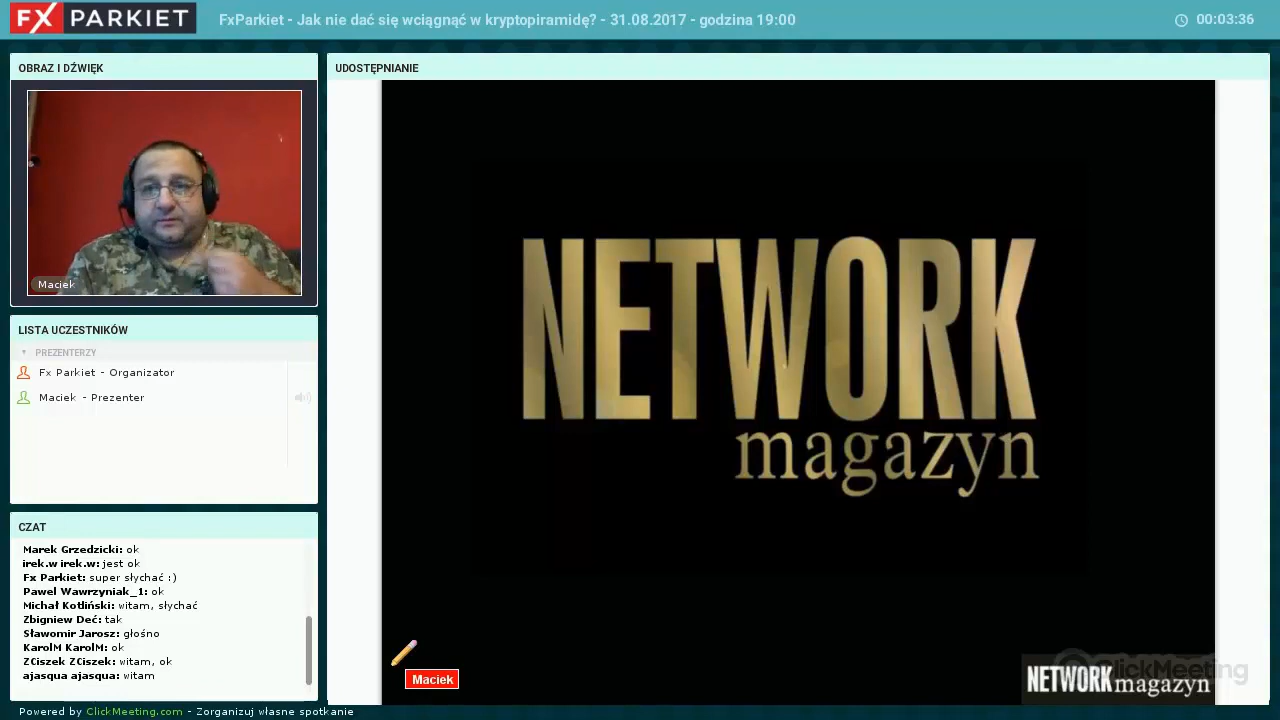 FX PARKIET
FxParkiet - Jak nie dać się wciągnąć w kryptopiramidę? - 31.08.2017 - godzina 19:00
00:03:36
OBRAZ I DŹWIĘK
Maciek
LISTA UCZESTNIKÓW
PREZENTERZY
Fx Parkiet - Organizator
Maciek - Prezenter
CZAT
Marek Grzedzicki: ok
irek.w irek.w: jest ok
Fx Parkiet: super słychać :)
Pawel Wawrzyniak_1: ok
Michał Kotliński: witam, słychać
Zbigniew Deć: tak
Sławomir Jarosz: głośno
KarolM KarolM: ok
ZCiszek ZCiszek: witam, ok
ajasqua ajasqua: witam
UDOSTĘPNIANIE
NETWORK
magazyn
Maciek
ClickMeeting
NETWORK magazyn
Powered by ClickMeeting.com - Zorganizuj własne spotkanie